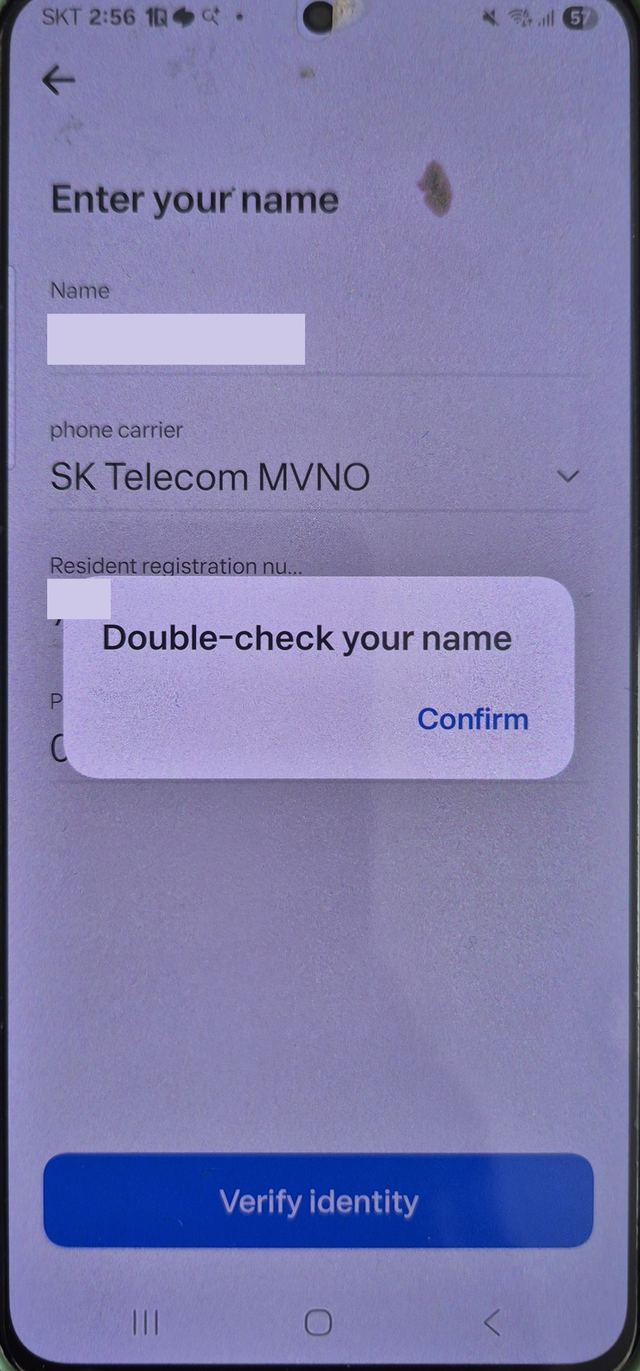 SKT 2:56
57
Enter your name
Name
phone carrier
SK Telecom MVNO
Resident registration nu...
Double-check your name
P
Confirm
Verify identity